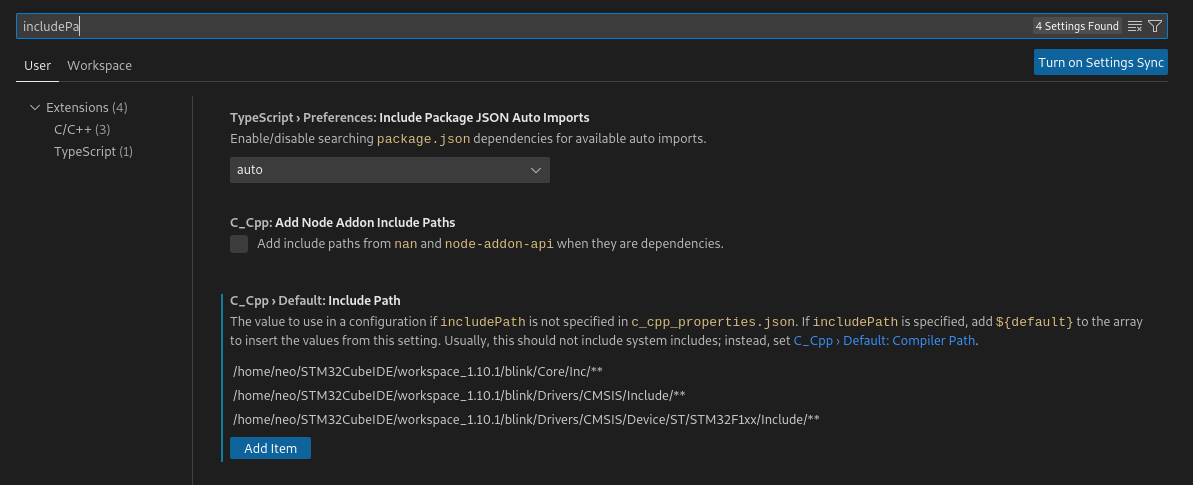 includePa
4 Settings Found
User Workspace
Turn on Settings Sync
Extensions (4)
C/C++ (3)
TypeScript (1)
TypeScript › Preferences: Include Package JSON Auto Imports
Enable/disable searching package.json dependencies for available auto imports.
auto
C_Cpp: Add Node Addon Include Paths
Add include paths from nan and node-addon-api when they are dependencies.
C_Cpp › Default: Include Path
The value to use in a configuration if includePath is not specified in c_cpp_properties.json. If includePath is specified, add ${default} to the array
to insert the values from this setting. Usually, this should not include system includes; instead, set C_Cpp › Default: Compiler Path.
/home/neo/STM32CubeIDE/workspace_1.10.1/blink/Core/Inc/**
/home/neo/STM32CubeIDE/workspace_1.10.1/blink/Drivers/CMSIS/Include/**
/home/neo/STM32CubeIDE/workspace_1.10.1/blink/Drivers/CMSIS/Device/ST/STM32F1xx/Include/**
Add Item